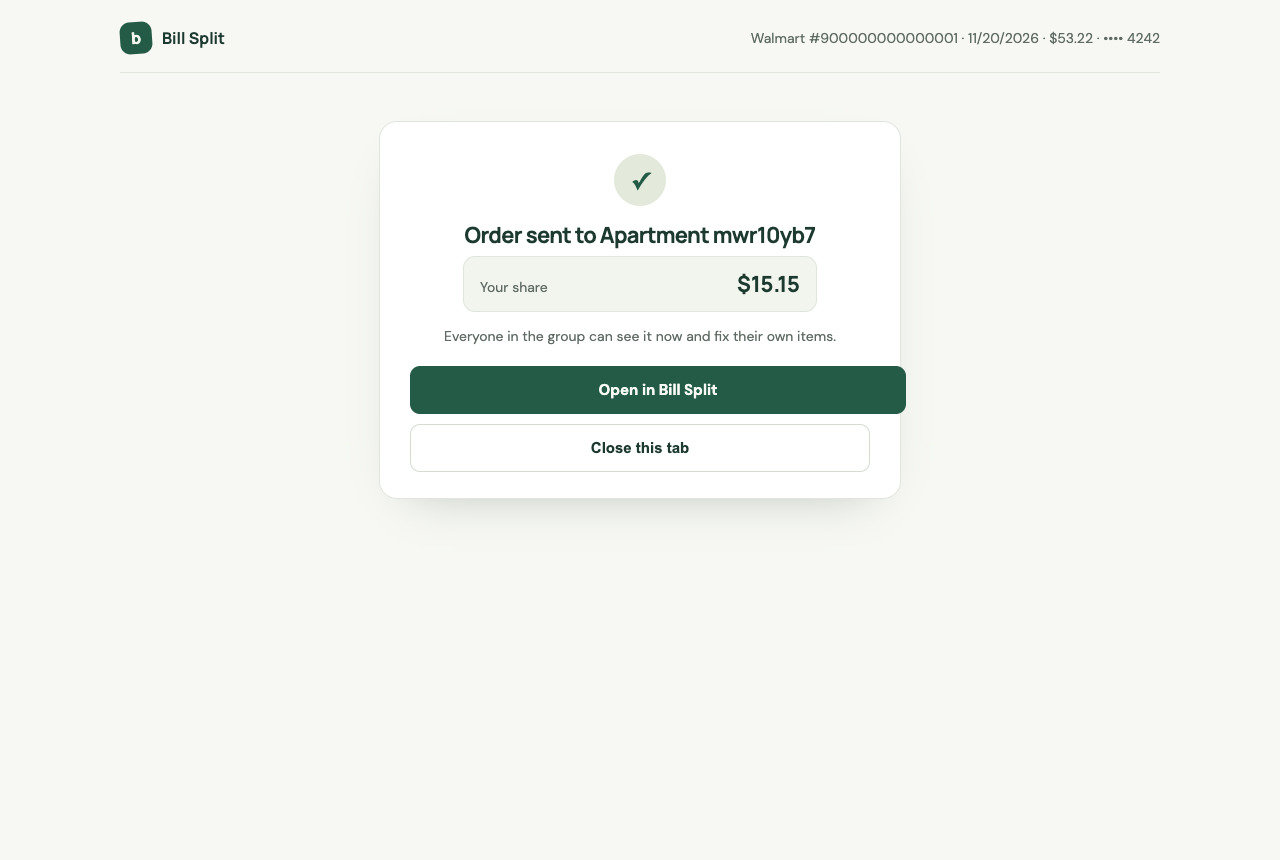 b Bill Split
Walmart #900000000000001 · 11/20/2026 · $53.22 · •••• 4242
Order sent to Apartment mwr10yb7
Your share $15.15
Everyone in the group can see it now and fix their own items.
Open in Bill Split
Close this tab